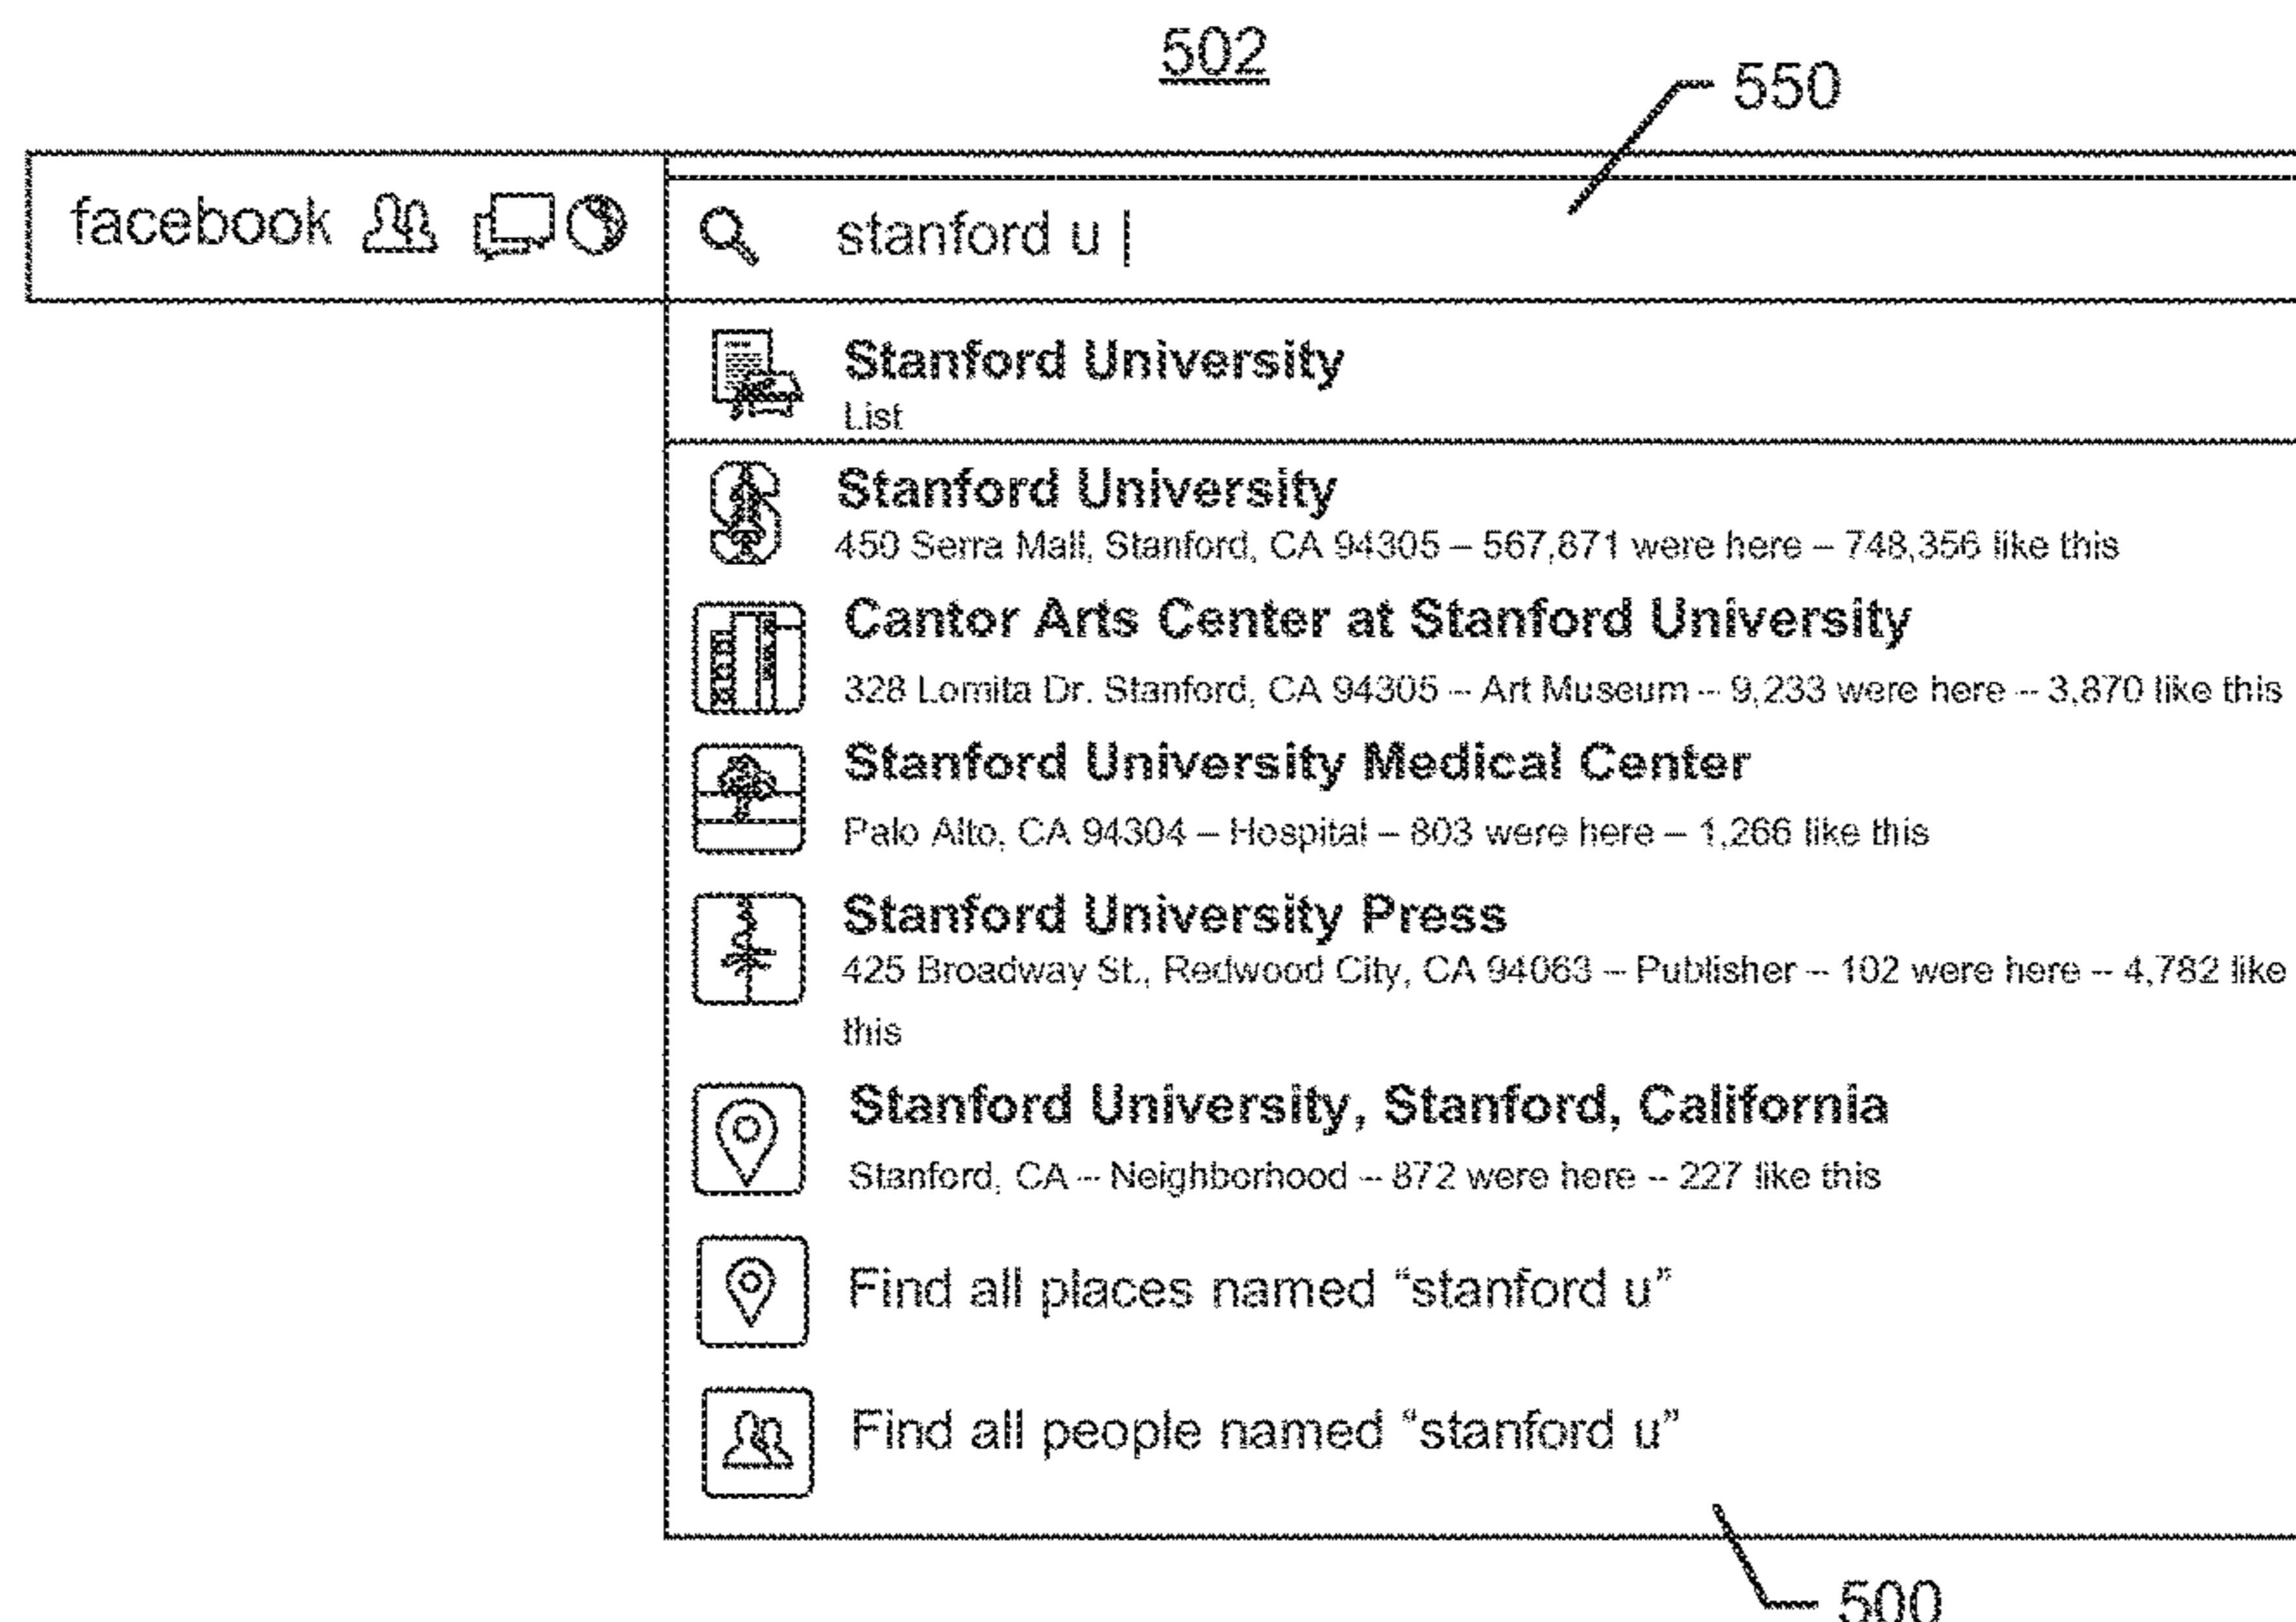 502
550
facebook
stanford u
Stanford University
List
Stanford University
450 Serra Mall, Stanford, CA 94305 – 567,871 were here – 748,356 like this
Cantor Arts Center at Stanford University
328 Lomita Dr. Stanford, CA 94305 -- Art Museum -- 9,233 were here -- 3,870 like this
Stanford University Medical Center
Palo Alto, CA 94304 – Hospital – 803 were here – 1,266 like this
Stanford University Press
425 Broadway St., Redwood City, CA 94063 -- Publisher -- 102 were here -- 4,782 like
this
Stanford University, Stanford, California
Stanford, CA -- Neighborhood -- 872 were here -- 227 like this
Find all places named “stanford u”
Find all people named “stanford u”
500